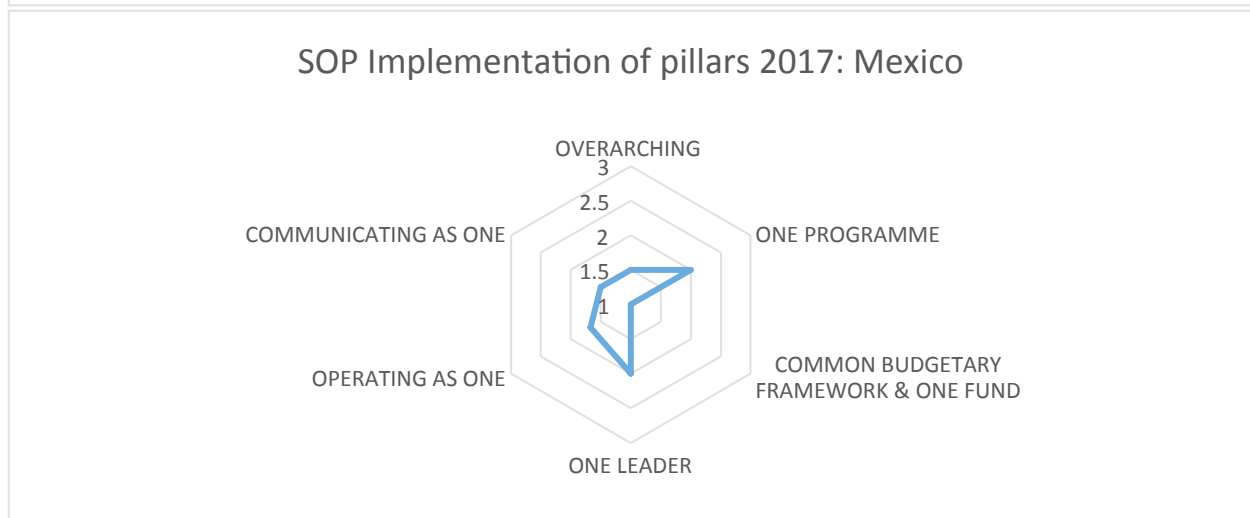 SOP Implementation of pillars 2017: Mexico
OVERARCHING
3
2.5
2
1.5
1
COMMUNICATING AS ONE
ONE PROGRAMME
OPERATING AS ONE
COMMON BUDGETARY
FRAMEWORK & ONE FUND
ONE LEADER